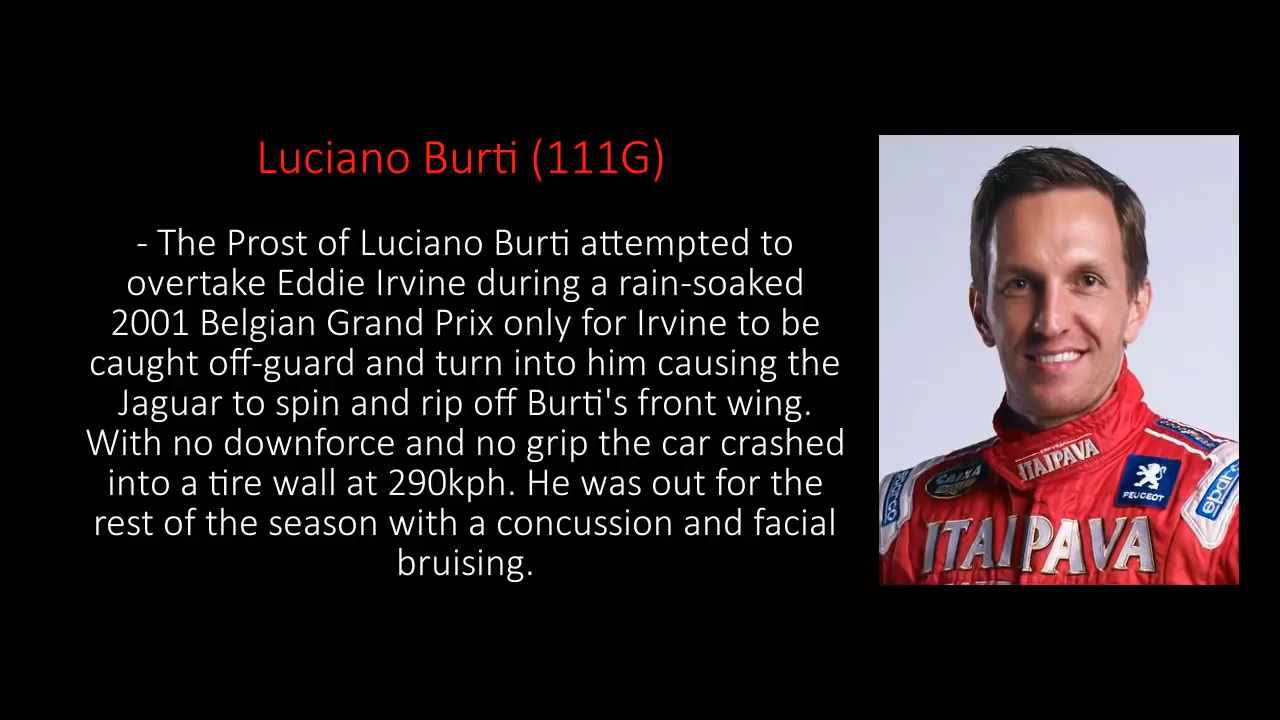 Luciano Burti (111G)
- The Prost of Luciano Burti attempted to
overtake Eddie Irvine during a rain-soaked
2001 Belgian Grand Prix only for Irvine to be
caught off-guard and turn into him causing the
Jaguar to spin and rip off Burti's front wing.
With no downforce and no grip the car crashed
into a tire wall at 290kph. He was out for the
rest of the season with a concussion and facial
bruising.
ITAIPAVA
CAIXA
PEUGEOT
sparco
ITAIPAVA